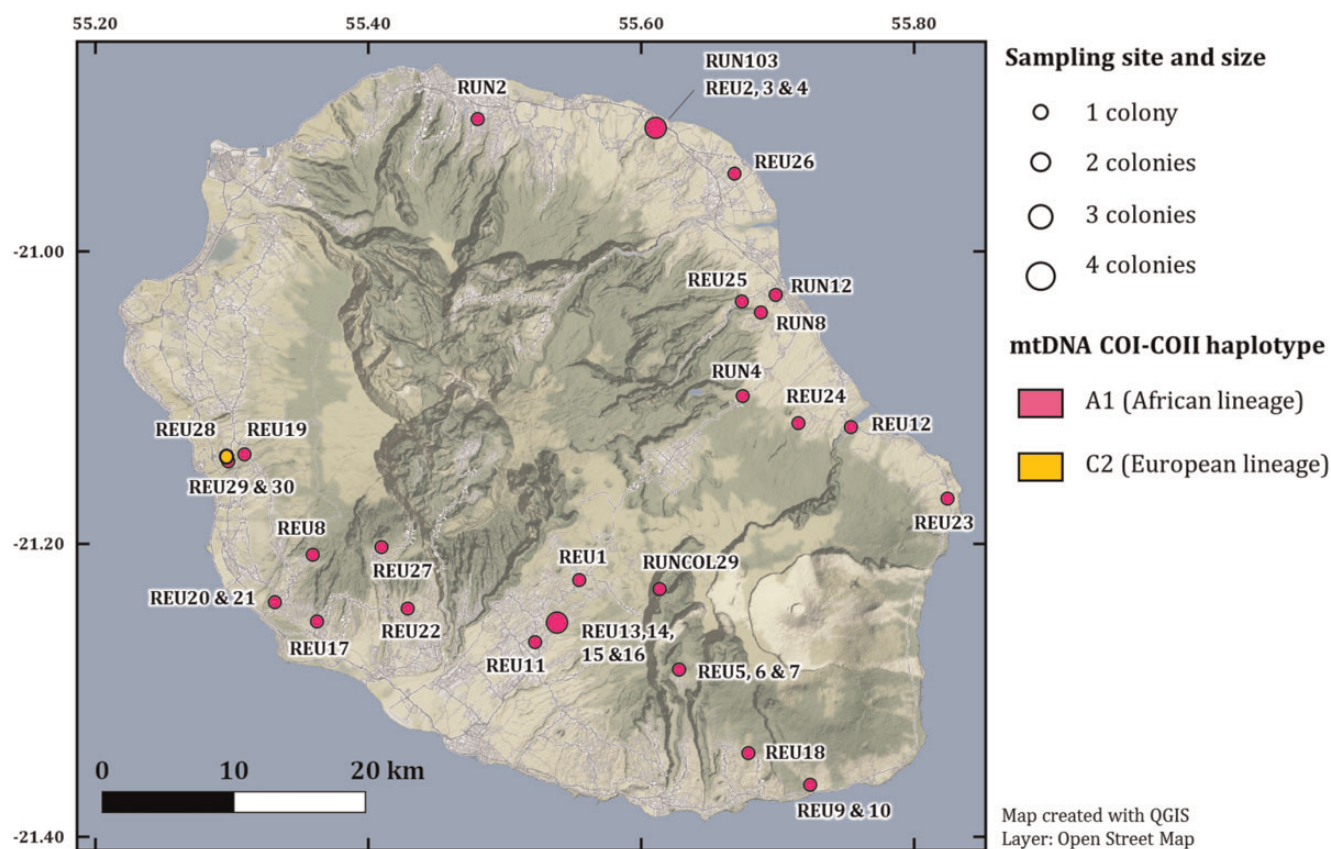 55.20
55.40
55.60
55.80
-21.00
-21.20
-21.40
RUN2
RUN103
REU2, 3 & 4
REU26
REU25
RUN12
RUN8
RUN4
REU24
REU12
REU23
REU28
REU19
REU29 & 30
REU8
REU27
REU20 & 21
REU17
REU22
REU1
RUNCOL29
REU11
REU13,14,
15 &16
REU5, 6 & 7
REU18
REU9 & 10
0
10
20 km
Sampling site and size
1 colony
2 colonies
3 colonies
4 colonies
mtDNA COI-COII haplotype
A1 (African lineage)
C2 (European lineage)
Map created with QGIS
Layer: Open Street Map